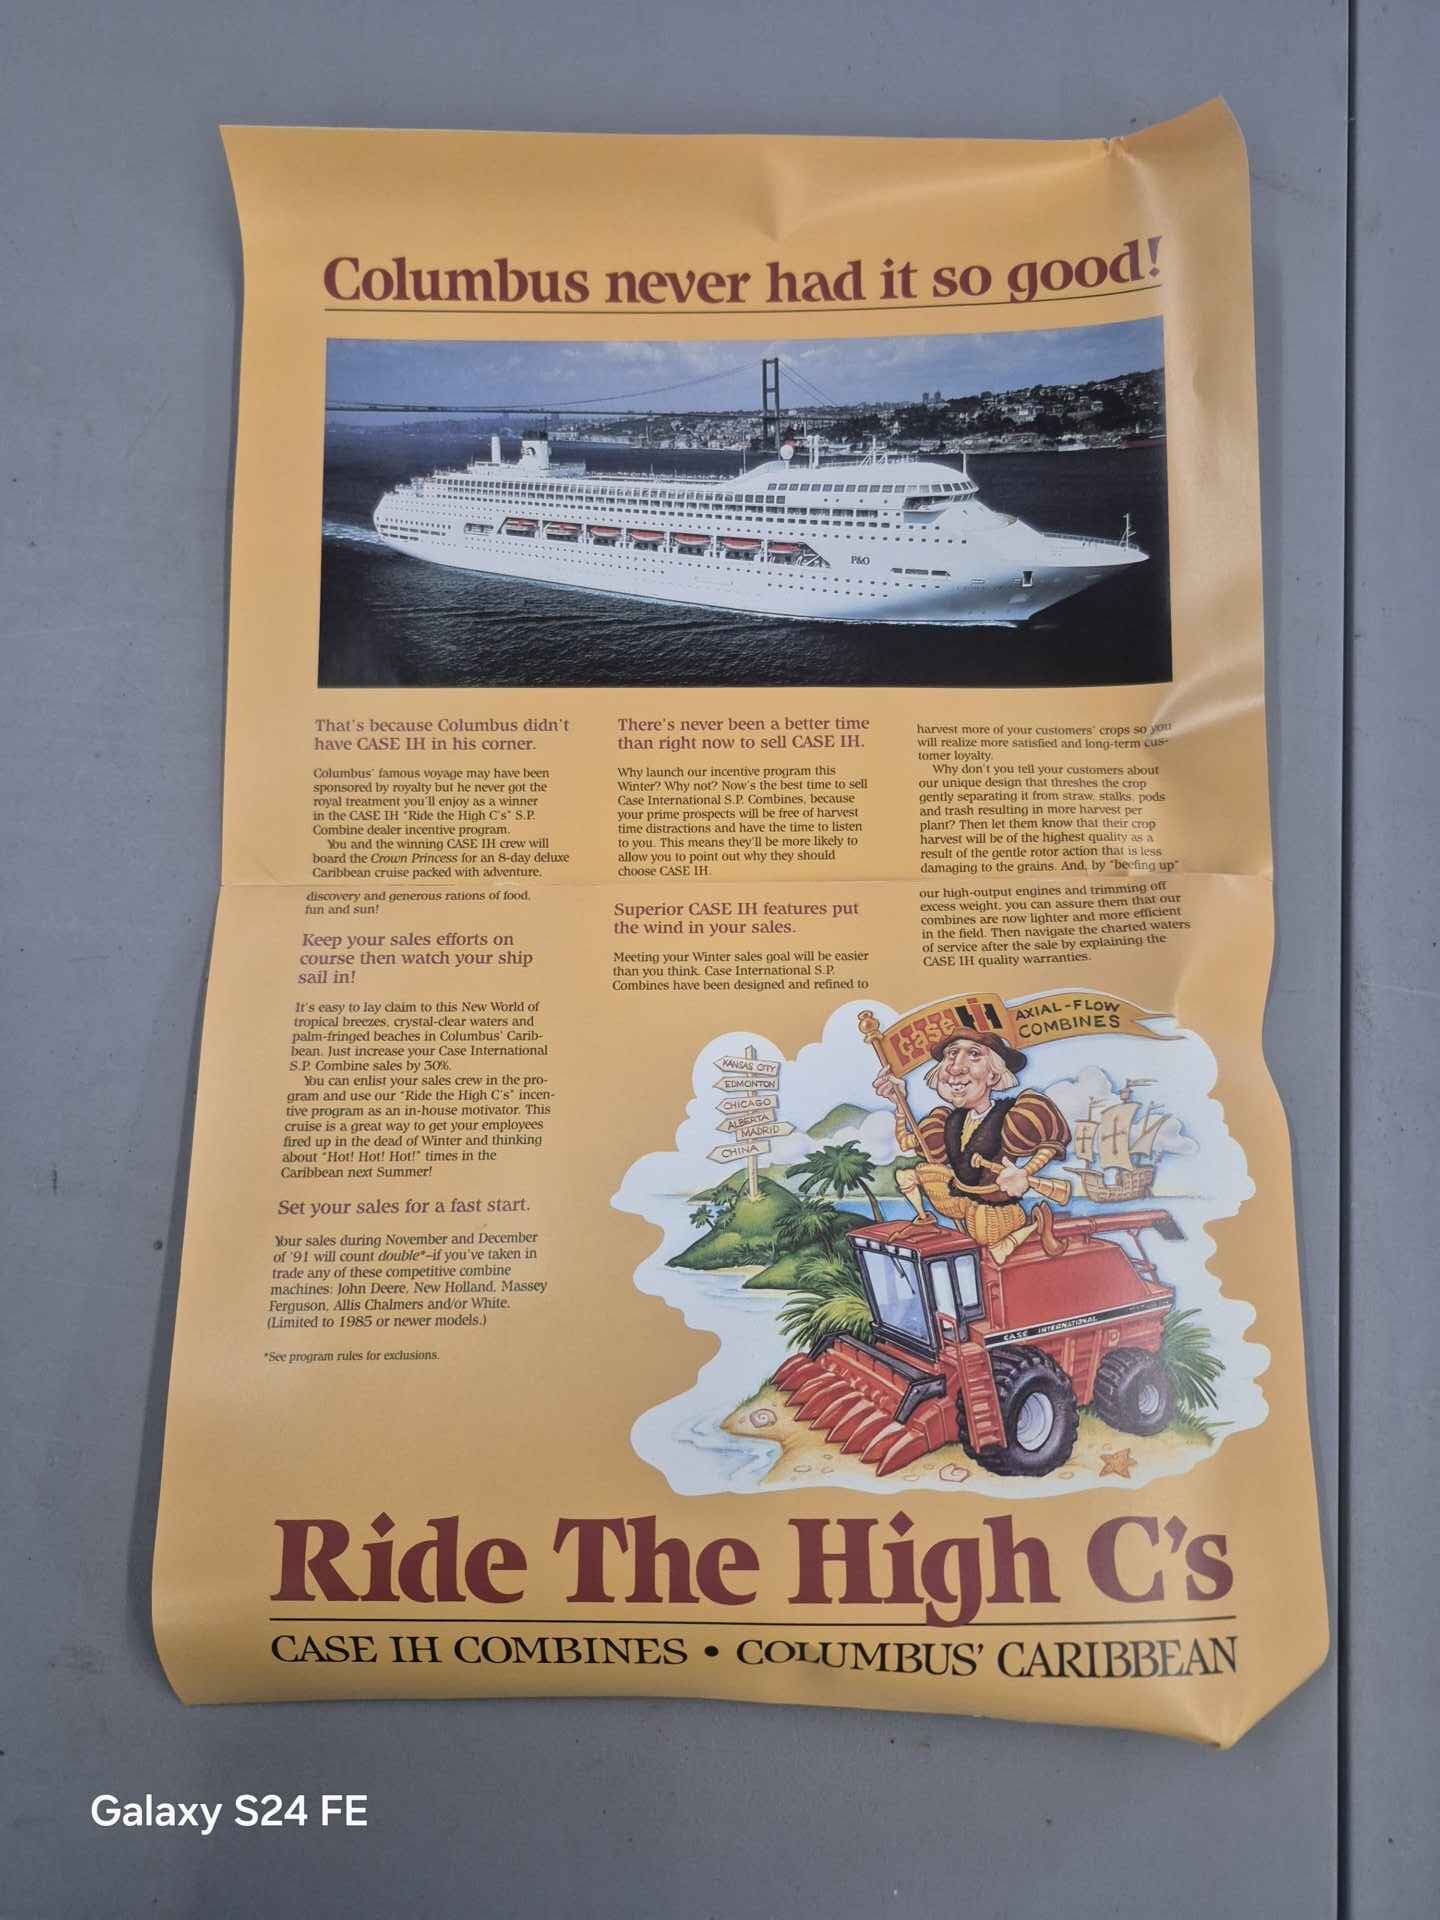 Columbus never had it so good!
P&O
That's because Columbus didn't
have CASE IH in his corner.
Columbus' famous voyage may have been
sponsored by royalty but he never got the
royal treatment you'll enjoy as a winner
in the CASE IH "Ride the High C's" S.P.
Combine dealer incentive program.
You and the winning CASE IH crew will
board the Crown Princess for an 8-day deluxe
Caribbean cruise packed with adventure,
discovery and generous rations of food,
fun and sun!
Keep your sales efforts on
course then watch your ship
sail in!
It's easy to lay claim to this New World of
tropical breezes, crystal-clear waters and
palm-fringed beaches in Columbus' Carib-
bean. Just increase your Case International
S.P. Combine sales by 30%.
You can enlist your sales crew in the pro-
gram and use our "Ride the High C's" incen-
tive program as an in-house motivator. This
cruise is a great way to get your employees
fired up in the dead of Winter and thinking
about "Hot! Hot! Hot!" times in the
Caribbean next Summer!
Set your sales for a fast start.
Your sales during November and December
of '91 will count double*–if you've taken in
trade any of these competitive combine
machines: John Deere, New Holland, Massey
Ferguson, Allis Chalmers and/or White.
(Limited to 1985 or newer models.)
*See program rules for exclusions.
There's never been a better time
than right now to sell CASE IH.
Why launch our incentive program this
Winter? Why not? Now's the best time to sell
Case International S.P. Combines, because
your prime prospects will be free of harvest
time distractions and have the time to listen
to you. This means they'll be more likely to
allow you to point out why they should
choose CASE IH.
Superior CASE IH features put
the wind in your sales.
Meeting your Winter sales goal will be easier
than you think. Case International S.P.
Combines have been designed and refined to
harvest more of your customers' crops so you
will realize more satisfied and long-term cus-
tomer loyalty.
Why don't you tell your customers about
our unique design that threshes the crop
gently separating it from straw, stalks, pods
and trash resulting in more harvest per
plant? Then let them know that their crop
harvest will be of the highest quality as a
result of the gentle rotor action that is less
damaging to the grains. And, by "beefing up"
our high-output engines and trimming off
excess weight, you can assure them that our
combines are now lighter and more efficient
in the field. Then navigate the charted waters
of service after the sale by explaining the
CASE IH quality warranties.
Case IH
AXIAL-FLOW
COMBINES
KANSAS CITY
EDMONTON
CHICAGO
ALBERTA
MADRID
CHINA
CASE INTERNATIONAL
Ride The High C's
CASE IH COMBINES • COLUMBUS' CARIBBEAN
Galaxy S24 FE